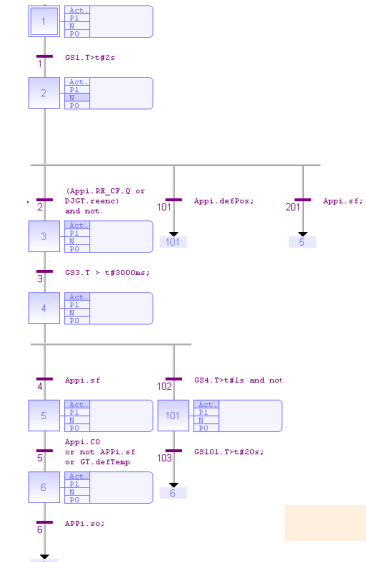 Act.
1
P1
N
P0
1
GS1.T>t#2s
Act.
2
P1
N
P0
2
(Appi.RE_CF.Q or
DJGT.reenc)
and not
101
Appi.defPos;
201
Appi.sf;
Act.
3
P1
N
P0
101
5
3
GS3.T > t#3000ms;
Act.
4
P1
N
P0
4
Appi.sf
102
GS4.T>t#1s and not
Act.
5
P1
N
P0
Act.
101
P1
N
P0
5
Appi.CO
or not APPi.sf
or GT.defTemp
103
GS101.T>t#20s;
Act.
6
P1
N
P0
6
6
APPi.so;